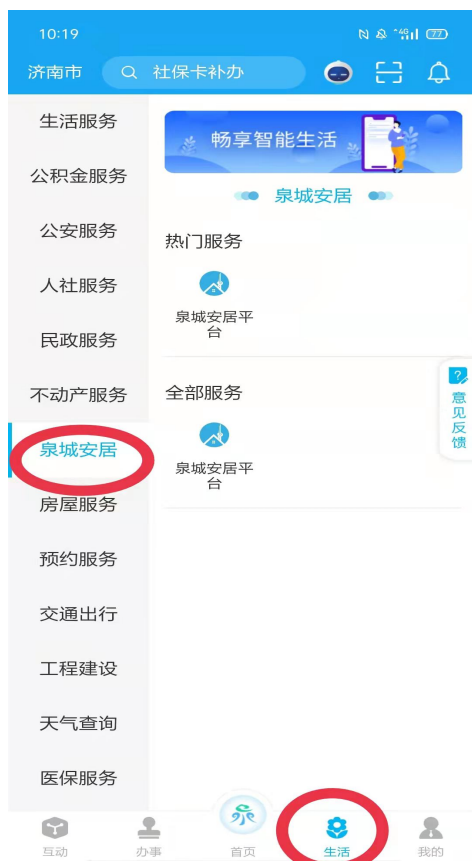 10:19
4G 77
济南市 社保卡补办
生活服务
公积金服务
公安服务
人社服务
民政服务
不动产服务
泉城安居
房屋服务
预约服务
交通出行
工程建设
天气查询
医保服务
畅享智能生活
泉城安居
热门服务
泉城安居平
台
全部服务
泉城安居平
台
?
意
见
反
馈
互动 办事 首页 生活 我的